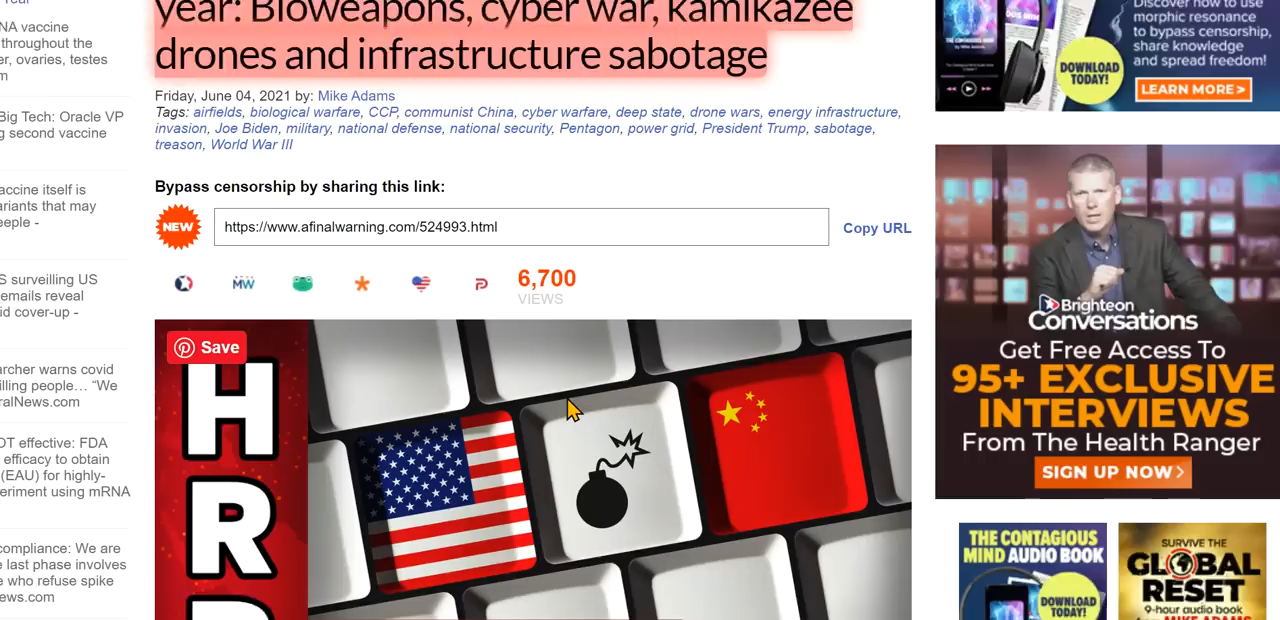 Year
NA vaccine
throughout the
er, ovaries, testes
m
Big Tech: Oracle VP
g second vaccine
accine itself is
ariants that may
eeple -
S surveilling US
emails reveal
id cover-up -
archer warns covid
illing people… “We
ralNews.com
OT effective: FDA
efficacy to obtain
(EAU) for highly-
eriment using mRNA
compliance: We are
e last phase involves
e who refuse spike
ews.com
year: Bioweapons, cyber war, kamikazee
drones and infrastructure sabotage
Friday, June 04, 2021 by: Mike Adams
Tags: airfields, biological warfare, CCP, communist China, cyber warfare, deep state, drone wars, energy infrastructure,
invasion, Joe Biden, military, national defense, national security, Pentagon, power grid, President Trump, sabotage,
treason, World War III
Bypass censorship by sharing this link:
NEW
https://www.afinalwarning.com/524993.html
Copy URL
MW
6,700
VIEWS
Save
H
R
Discover how to use
morphic resonance
to bypass censorship,
share knowledge
and spread freedom!
DOWNLOAD
TODAY!
LEARN MORE >
Brighteon
Conversations
Get Free Access To
95+ EXCLUSIVE
INTERVIEWS
From The Health Ranger
SIGN UP NOW >
THE CONTAGIOUS
MIND AUDIO BOOK
DOWNLOAD
TODAY!
SURVIVE THE
GLOBAL
RESET
9-hour audio book
from MIKE ADAMS